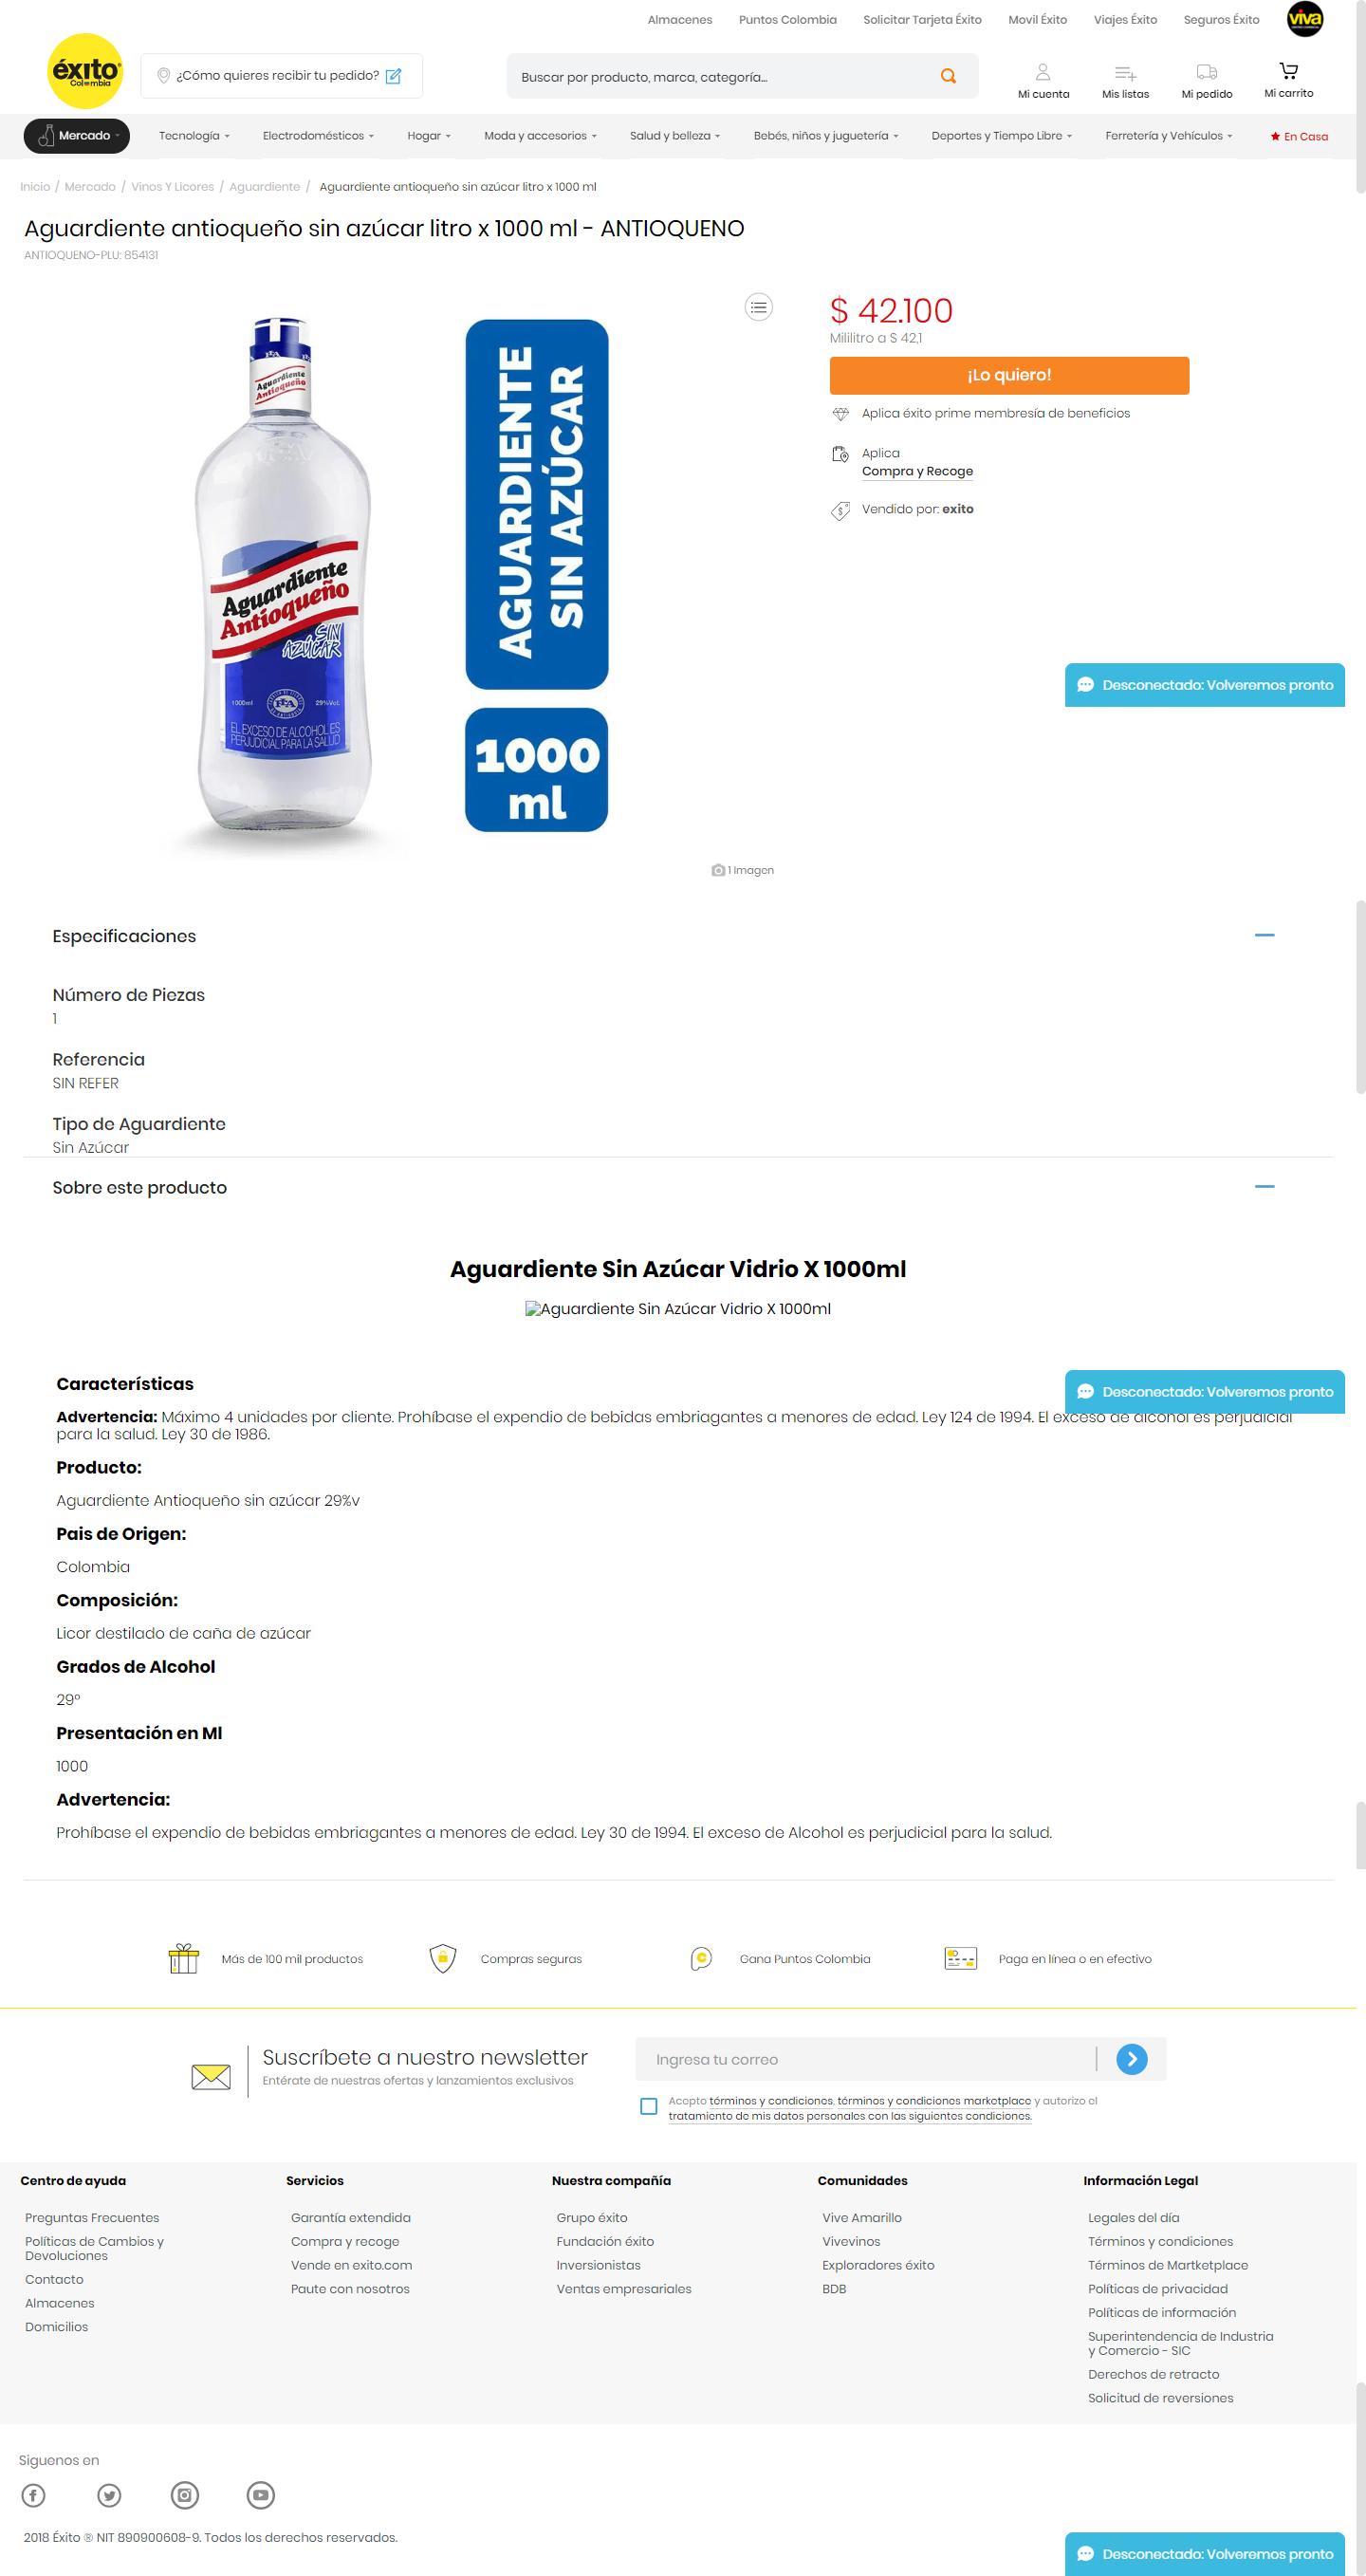 Almacenes Puntos Colombia Solicitar Tarjeta Éxito Movil Éxito Viajes Éxito Seguros Éxito viva
éxito
Colombia
¿Cómo quieres recibir tu pedido?
Buscar por producto, marca, categoría...
Mi cuenta Mis listas Mi pedido Mi carrito
Mercado Tecnología Electrodomésticos Hogar Moda y accesorios Salud y belleza Bebés, niños y juguetería Deportes y Tiempo Libre Ferretería y Vehículos En Casa
Inicio / Mercado / Vinos Y Licores / Aguardiente / Aguardiente antioqueño sin azúcar litro x 1000 ml
Aguardiente antioqueño sin azúcar litro x 1000 ml - ANTIOQUENO
ANTIOQUENO-PLU: 854131
Aguardiente
Antioqueño
Aguardiente
Antioqueño
SIN
AZÚCAR
1000ml 29%Vol.
EL EXCESO DE ALCOHOL ES
PERJUDICIAL PARA LA SALUD
AGUARDIENTE
SIN AZÚCAR
1000
ml
1 Imagen
$ 42.100
Mililitro a $ 42,1
¡Lo quiero!
Aplica éxito prime membresía de beneficios
Aplica
Compra y Recoge
Vendido por: exito
Desconectado: Volveremos pronto
Especificaciones
Número de Piezas
1
Referencia
SIN REFER
Tipo de Aguardiente
Sin Azúcar
Sobre este producto
Aguardiente Sin Azúcar Vidrio X 1000ml
Aguardiente Sin Azúcar Vidrio X 1000ml
Características
Desconectado: Volveremos pronto
Advertencia: Máximo 4 unidades por cliente. Prohíbase el expendio de bebidas embriagantes a menores de edad. Ley 124 de 1994. El exceso de alcohol es perjudicial
para la salud. Ley 30 de 1986.
Producto:
Aguardiente Antioqueño sin azúcar 29%v
Pais de Origen:
Colombia
Composición:
Licor destilado de caña de azúcar
Grados de Alcohol
29°
Presentación en Ml
1000
Advertencia:
Prohíbase el expendio de bebidas embriagantes a menores de edad. Ley 30 de 1994. El exceso de Alcohol es perjudicial para la salud.
Más de 100 mil productos Compras seguras Gana Puntos Colombia Paga en línea o en efectivo
Suscríbete a nuestro newsletter
Entérate de nuestras ofertas y lanzamientos exclusivos
Ingresa tu correo
Acepto términos y condiciones, términos y condiciones marketplace y autorizo el
tratamiento de mis datos personales con las siguientes condiciones.
Centro de ayuda
Preguntas Frecuentes
Políticas de Cambios y
Devoluciones
Contacto
Almacenes
Domicilios
Servicios
Garantía extendida
Compra y recoge
Vende en exito.com
Paute con nosotros
Nuestra compañía
Grupo éxito
Fundación éxito
Inversionistas
Ventas empresariales
Comunidades
Vive Amarillo
Vivevinos
Exploradores éxito
BDB
Información Legal
Legales del día
Términos y condiciones
Términos de Martketplace
Políticas de privacidad
Políticas de información
Superintendencia de Industria
y Comercio - SIC
Derechos de retracto
Solicitud de reversiones
Síguenos en
2018 Éxito ® NIT 890900608-9. Todos los derechos reservados.
Desconectado: Volveremos pronto